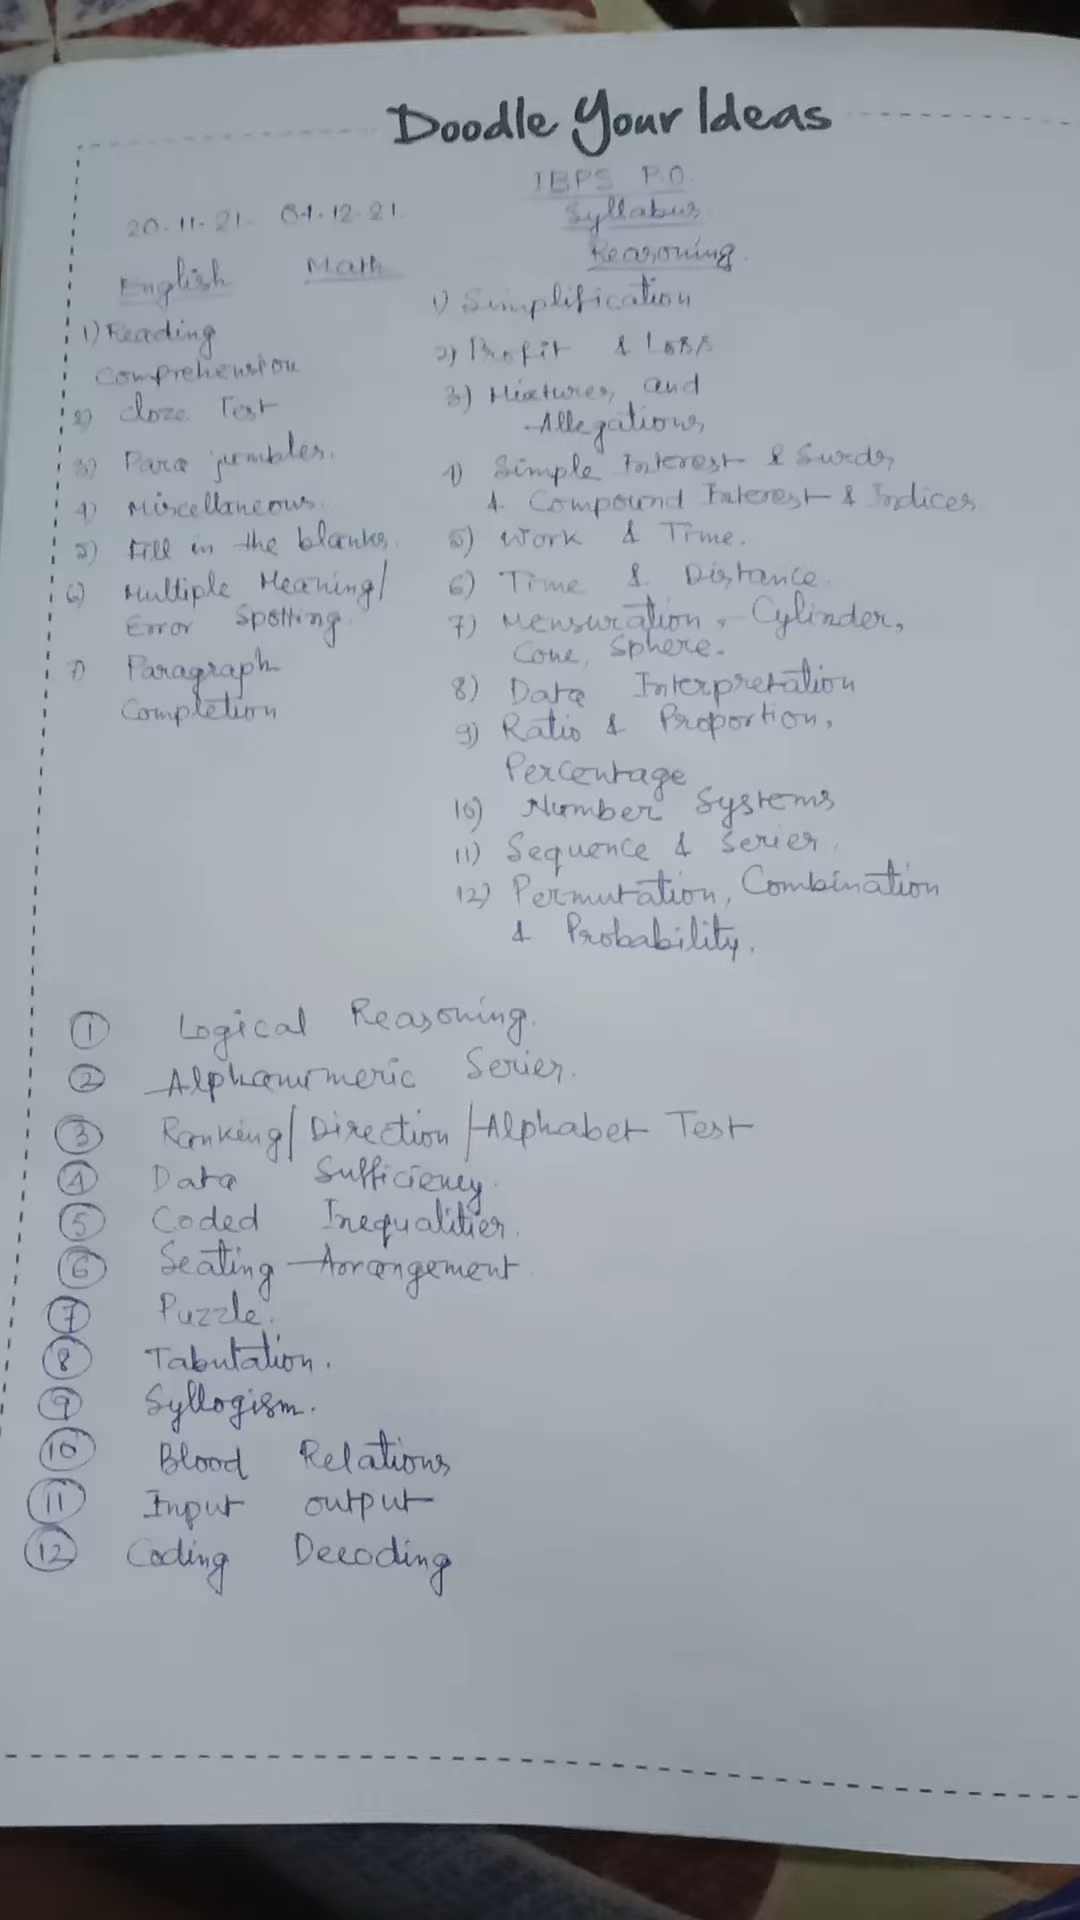 Doodle Your Ideas
IBPS P.O.
Syllabus
20.11.21. 04.12.21.
English Math Reasoning.
1) Reading
Comprehension
2) Cloze Test
3) Para jumbles.
4) Miscellaneous.
5) Fill in the blanks.
6) Multiple Meaning/
Error Spotting
7) Paragraph
Completion
1) Simplification
2) Profit & Loss
3) Mixtures, and
Allegations,
4) Simple Interest & Surds,
& Compound Interest & Indices
5) Work & Time.
6) Time & Distance.
7) Mensuration, Cylinder,
Cone, Sphere.
8) Data Interpretation
9) Ratio & Proportion,
Percentage
10) Number Systems
11) Sequence & Series.
12) Permutation, Combination
& Probability.
1 Logical Reasoning.
2 Alphanumeric Series.
3 Ranking/Direction/Alphabet Test
4 Data Sufficiency.
5 Coded Inequalities.
6 Seating Arrangement.
7 Puzzle.
8 Tabulation.
9 Syllogism.
10 Blood Relations
11 Input output
12 Coding Decoding